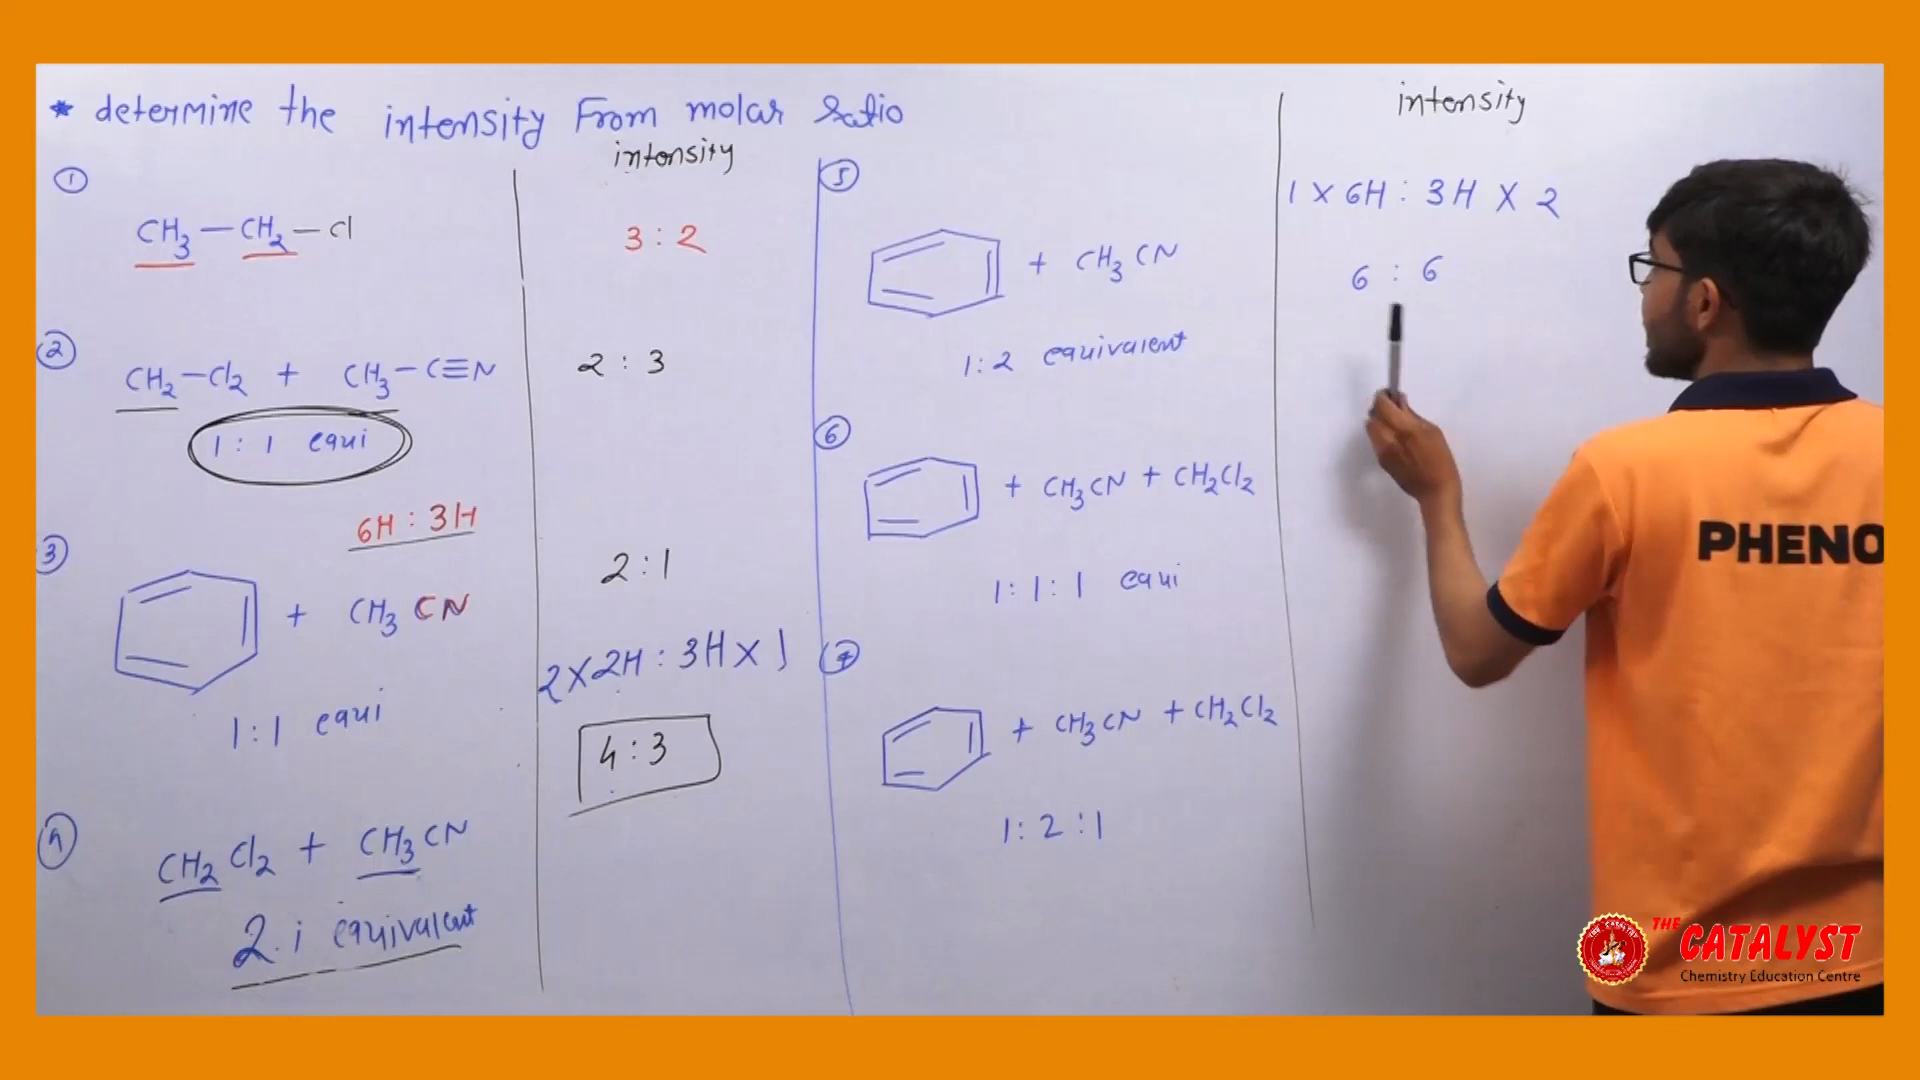 * determine the intensity From molar ratio
intensity
①
CH3 — CH2 — Cl
3 : 2
②
CH2 — Cl2 + CH3 — C≡N
2 : 3
1 : 1 equi
③
6H : 3H
+ CH3 CN
2 : 1
1 : 1 equi
2 X 2H : 3H X 1
4 : 3
CH2 Cl2 + CH3 CN
equivalent
⑤
+ CH3 CN
1 : 2 equivalent
⑥
+ CH3CN + CH2Cl2
1 : 1 : 1 equi
⑦
+ CH3CN + CH2Cl2
1 : 2 : 1
intensity
1 X 6H : 3H X 2
6 : 6
PHENO
THE CATALYST
Chemistry Education Centre